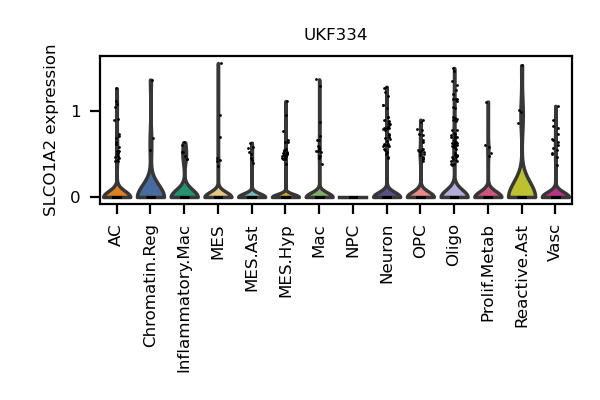 UKF334
SLCO1A2 expression
1
0
AC
Chromatin.Reg
Inflammatory.Mac
MES
MES.Ast
MES.Hyp
Mac
NPC
Neuron
OPC
Oligo
Prolif.Metab
Reactive.Ast
Vasc